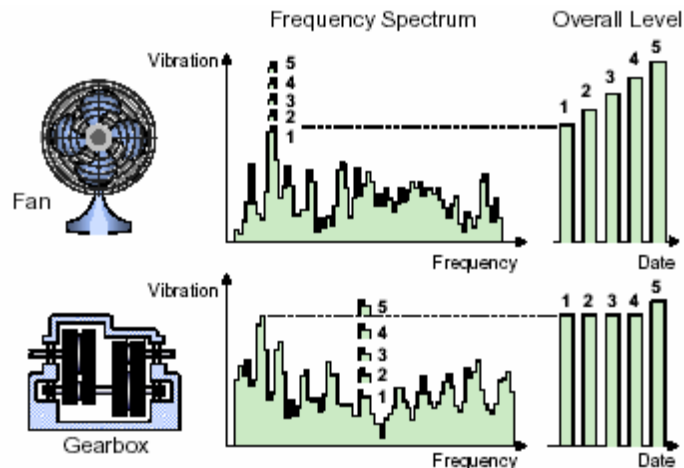 Frequency Spectrum
Overall Level
Vibration
5
4
3
2
1
1
2
3
4
5
Fan
Frequency
Date
Vibration
5
4
3
2
1
1
2
3
4
5
Gearbox
Frequency
Date